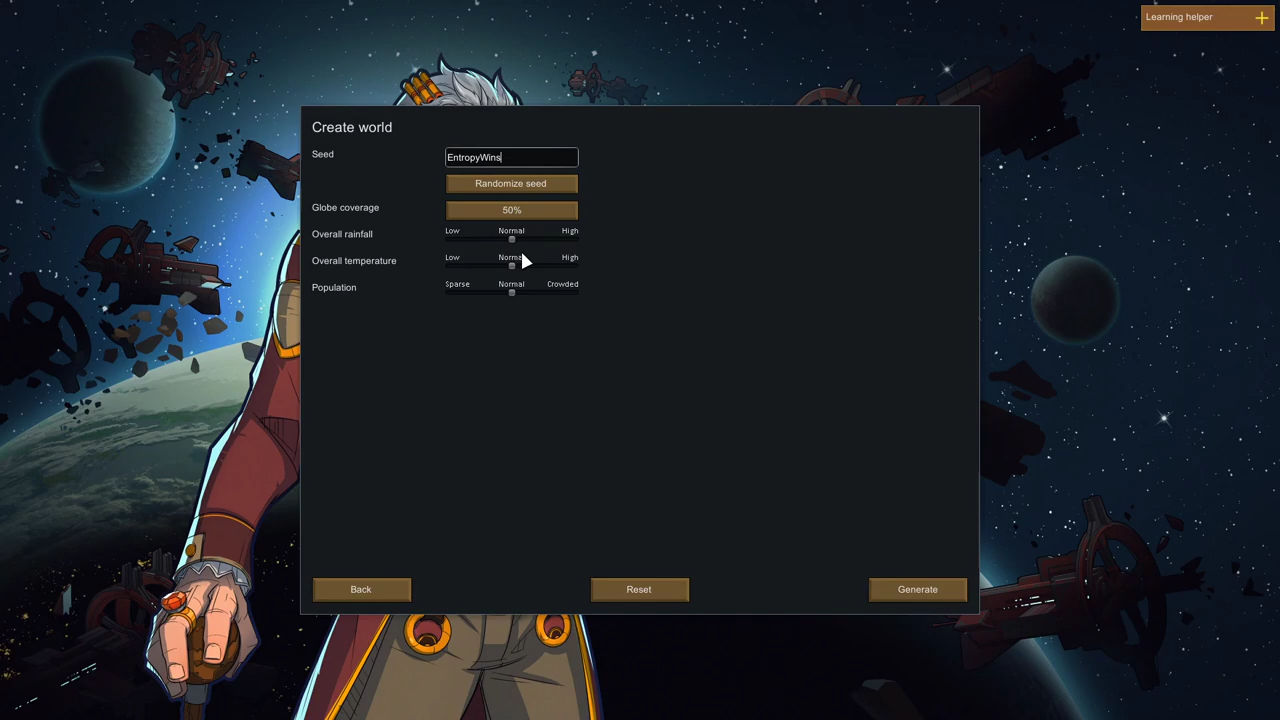 Learning helper
Create world
Seed
EntropyWins
Randomize seed
Globe coverage
50%
Overall rainfall
Low Normal High
Overall temperature
Low Normal High
Population
Sparse Normal Crowded
Back
Reset
Generate